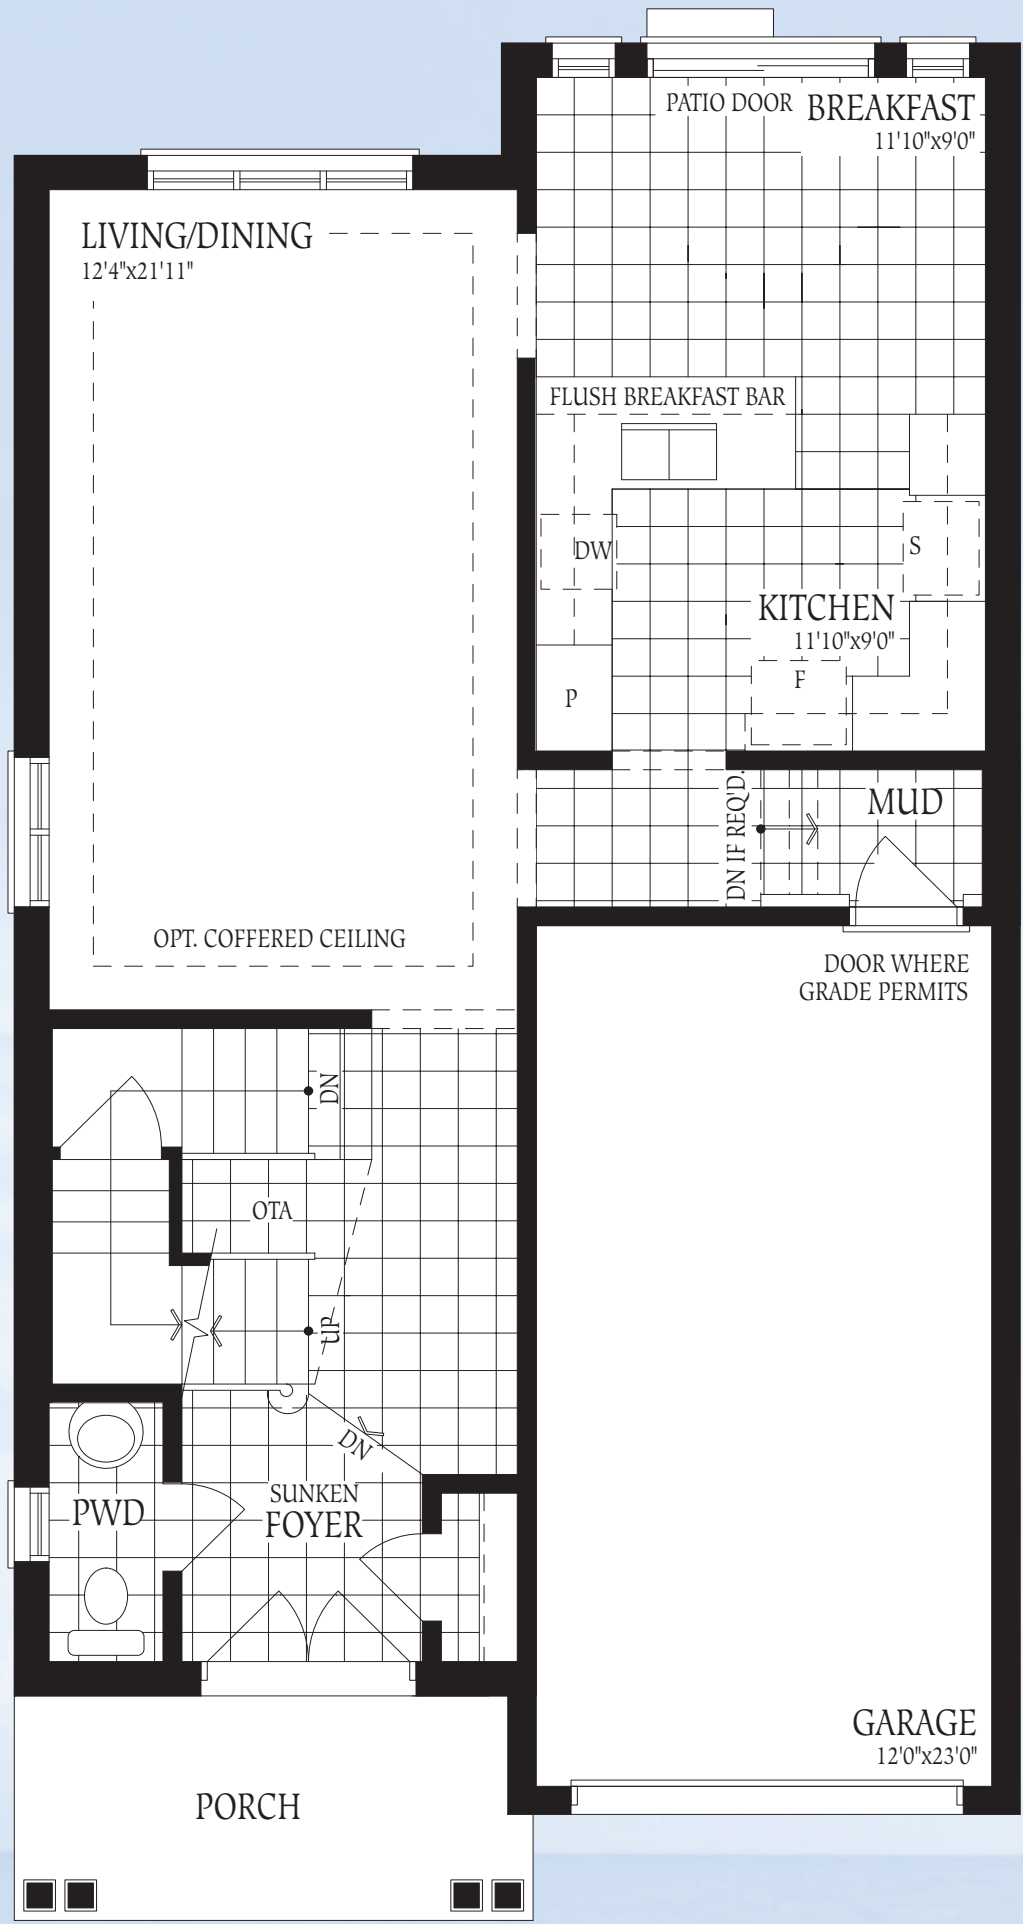 PATIO DOOR
BREAKFAST
11'10"x9'0"
LIVING/DINING
12'4"x21'11"
FLUSH BREAKFAST BAR
DW
S
KITCHEN
11'10"x9'0"
F
P
MUD
DN IF REQ'D.
OPT. COFFERED CEILING
DOOR WHERE
GRADE PERMITS
DN
OTA
UP
DN
SUNKEN
FOYER
PWD
GARAGE
12'0"x23'0"
PORCH